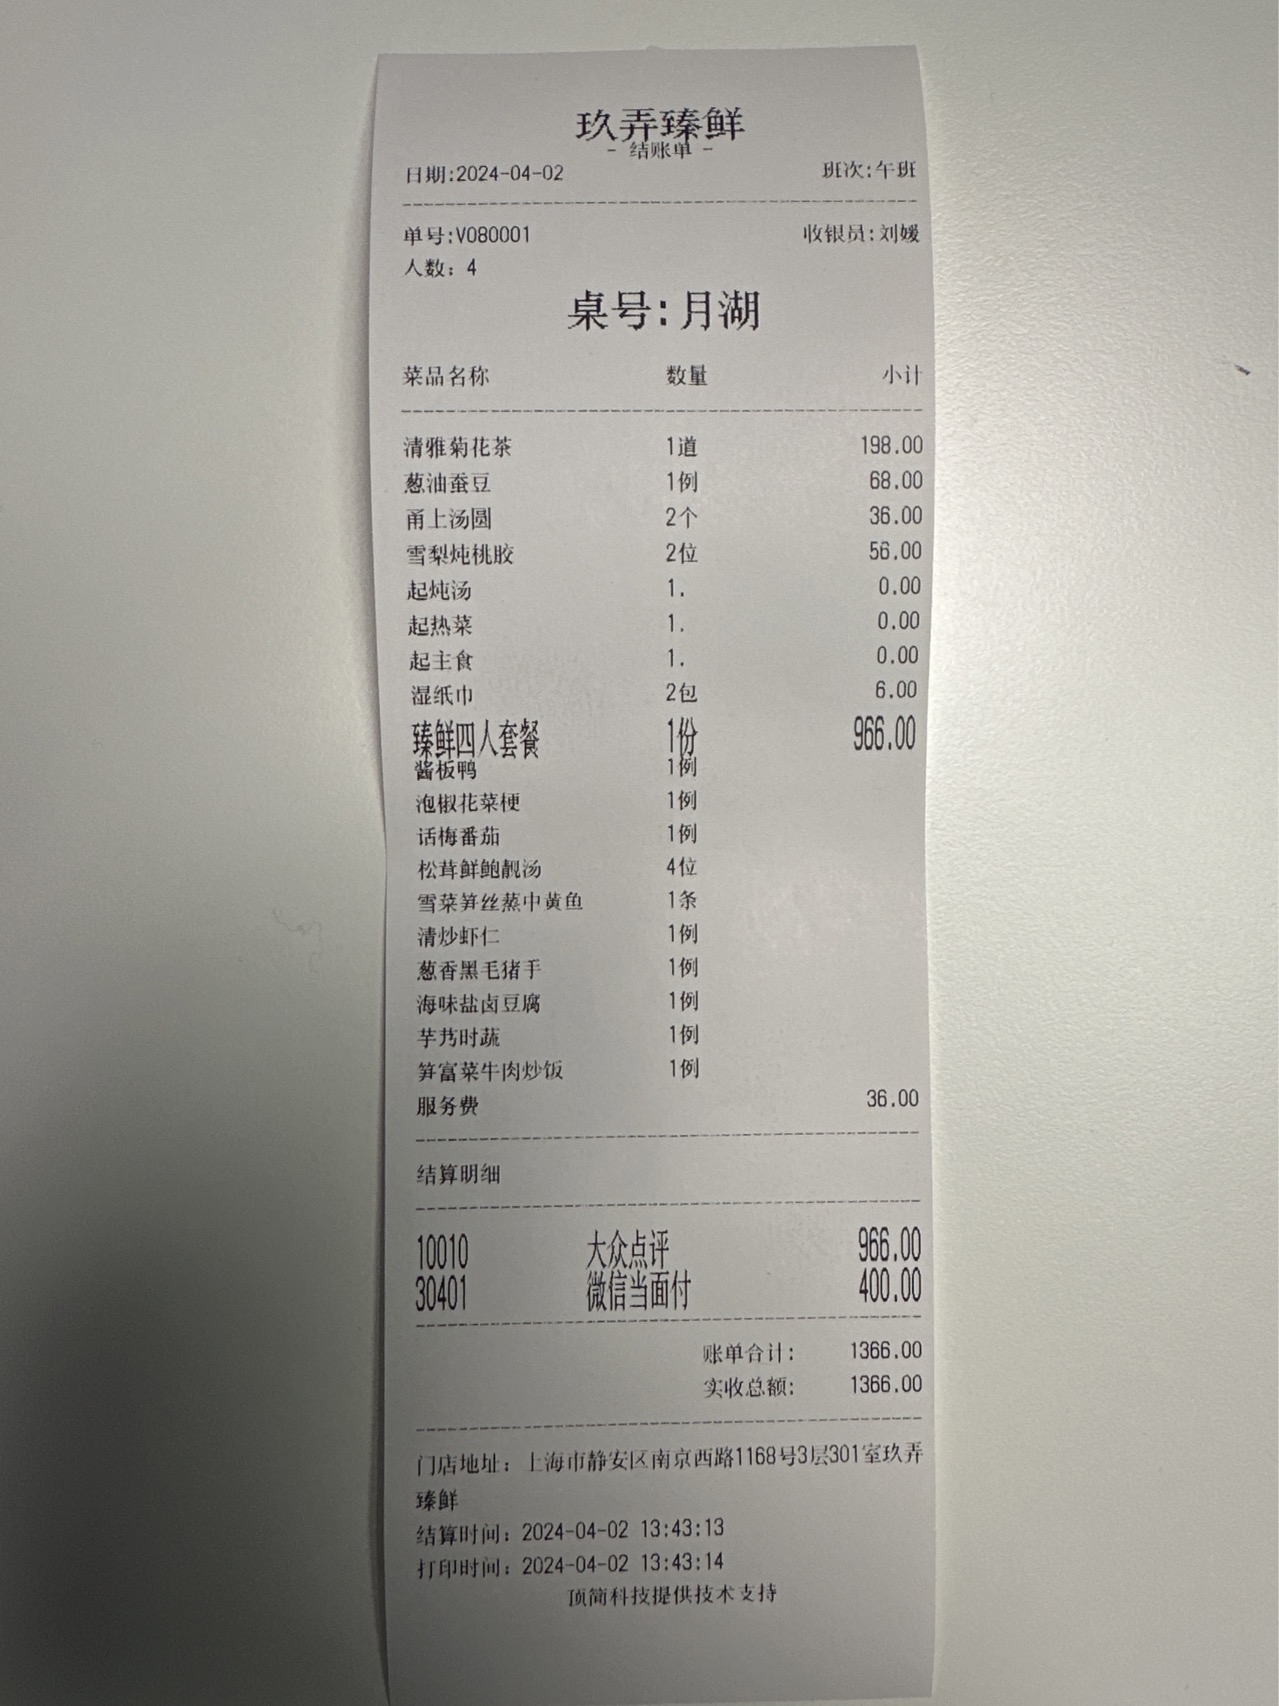 玖弄臻鲜
- 结账单 -
日期:2024-04-02 班次:午班
单号:V080001 收银员:刘媛
人数: 4
桌号:月湖
菜品名称 数量 小计
清雅菊花茶 1道 198.00
葱油蚕豆 1例 68.00
甬上汤圆 2个 36.00
雪梨炖桃胶 2位 56.00
起炖汤 1. 0.00
起热菜 1. 0.00
起主食 1. 0.00
湿纸巾 2包 6.00
臻鲜四人套餐 1份 966.00
酱板鸭 1例
泡椒花菜梗 1例
话梅番茄 1例
松茸鲜鲍靓汤 4位
雪菜笋丝蒸中黄鱼 1条
清炒虾仁 1例
葱香黑毛猪手 1例
海味盐卤豆腐 1例
芋艿时蔬 1例
笋富菜牛肉炒饭 1例
服务费 36.00
结算明细
10010 大众点评 966.00
30401 微信当面付 400.00
账单合计: 1366.00
实收总额: 1366.00
门店地址: 上海市静安区南京西路1168号3层301室玖弄
臻鲜
结算时间: 2024-04-02 13:43:13
打印时间: 2024-04-02 13:43:14
顶简科技提供技术支持